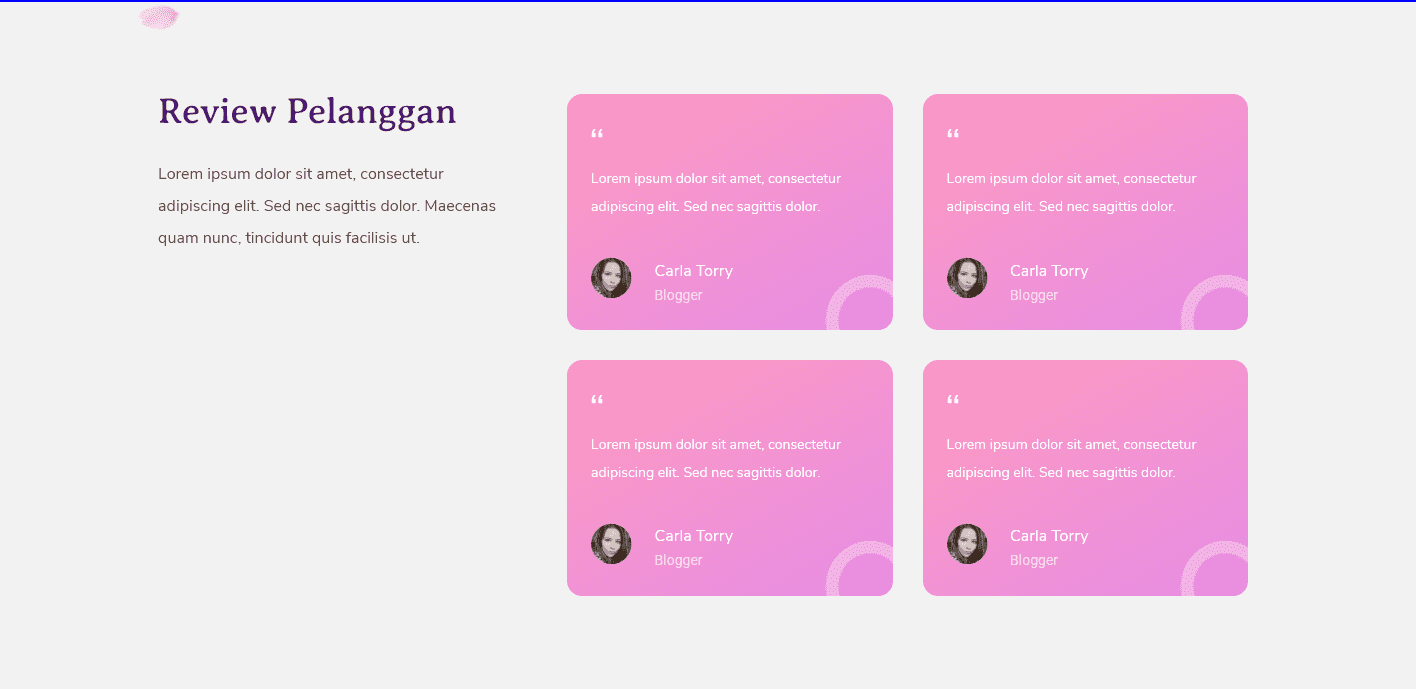 Review Pelanggan
Lorem ipsum dolor sit amet, consectetur
adipiscing elit. Sed nec sagittis dolor. Maecenas
quam nunc, tincidunt quis facilisis ut.
“
Lorem ipsum dolor sit amet, consectetur
adipiscing elit. Sed nec sagittis dolor.
Carla Torry
Blogger
“
Lorem ipsum dolor sit amet, consectetur
adipiscing elit. Sed nec sagittis dolor.
Carla Torry
Blogger
“
Lorem ipsum dolor sit amet, consectetur
adipiscing elit. Sed nec sagittis dolor.
Carla Torry
Blogger
“
Lorem ipsum dolor sit amet, consectetur
adipiscing elit. Sed nec sagittis dolor.
Carla Torry
Blogger